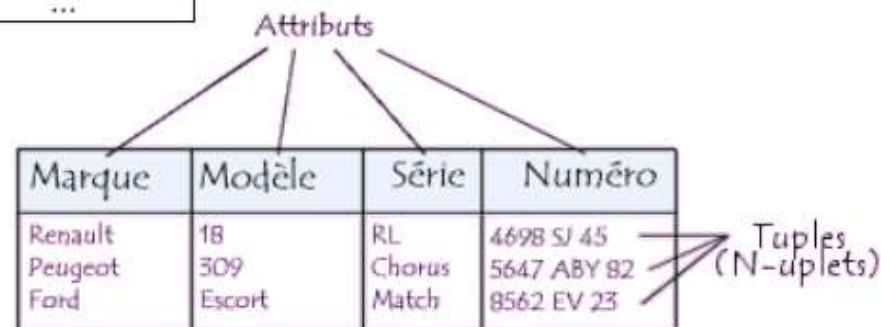 ...
Attributs
Marque Modèle Série Numéro
Renault 18 RL 4698 SJ 45
Peugeot 309 Chorus 5647 ABY 82
Ford Escort Match 8562 EV 23
Tuples
(N-uplets)